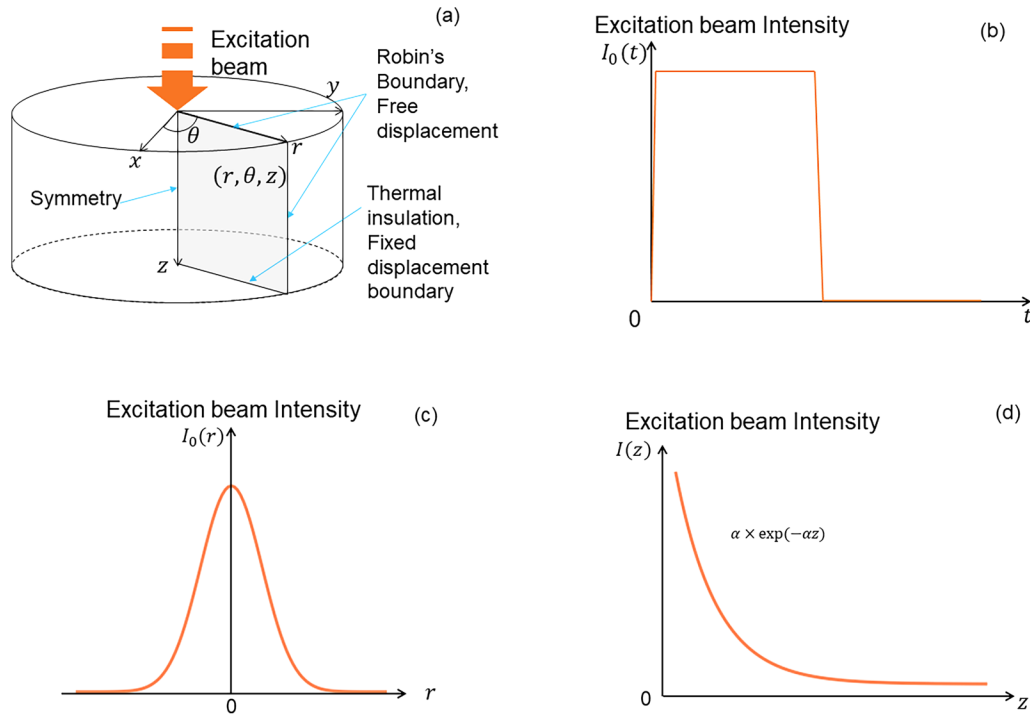 (a)
Excitation
beam
Robin’s
Boundary,
Free
displacement
y
θ
x
r
(r, θ, z)
Symmetry
Thermal
insulation,
Fixed
displacement
boundary
z
Excitation beam Intensity
(b)
I₀(t)
0
t
Excitation beam Intensity
(c)
I₀(r)
0
r
Excitation beam Intensity
(d)
I(z)
α × exp(−αz)
0
z